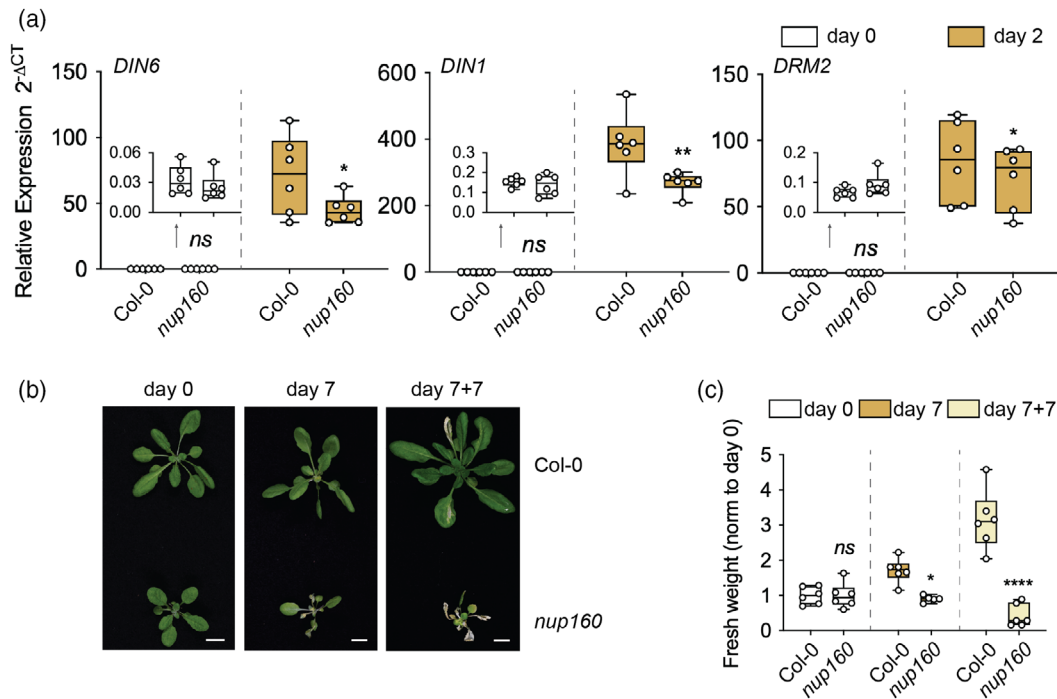 (a)
day 0
day 2
Relative Expression 2^-ΔCT
DIN6
150
100
50
0
0.06
0.03
0.00
ns
*
Col-0
nup160
Col-0
nup160
DIN1
600
400
200
0
0.3
0.2
0.1
0.0
ns
**
Col-0
nup160
Col-0
nup160
DRM2
150
100
50
0
0.2
0.1
0.0
ns
*
Col-0
nup160
Col-0
nup160
(b)
day 0
day 7
day 7+7
Col-0
nup160
(c)
day 0
day 7
day 7+7
Fresh weight (norm to day 0)
5
4
3
2
1
0
ns
*
****
Col-0
nup160
Col-0
nup160
Col-0
nup160